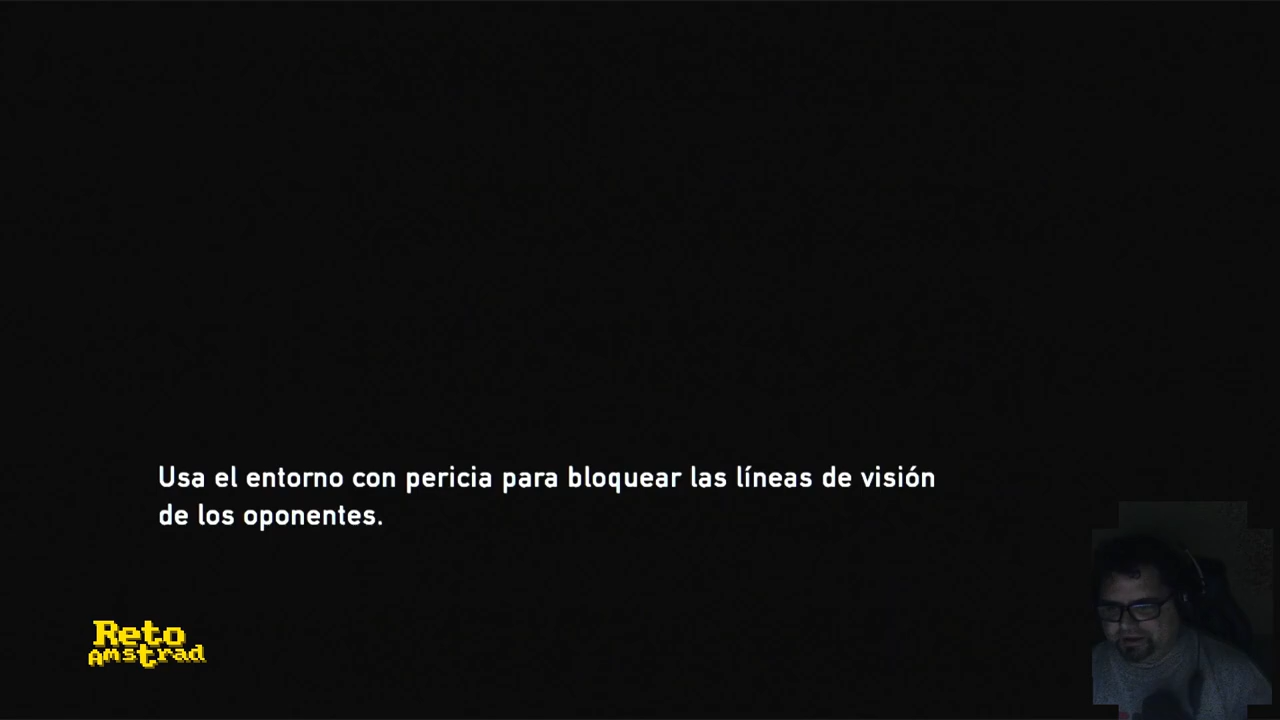 Usa el entorno con pericia para bloquear las líneas de visión
de los oponentes.
Reto
Amstrad